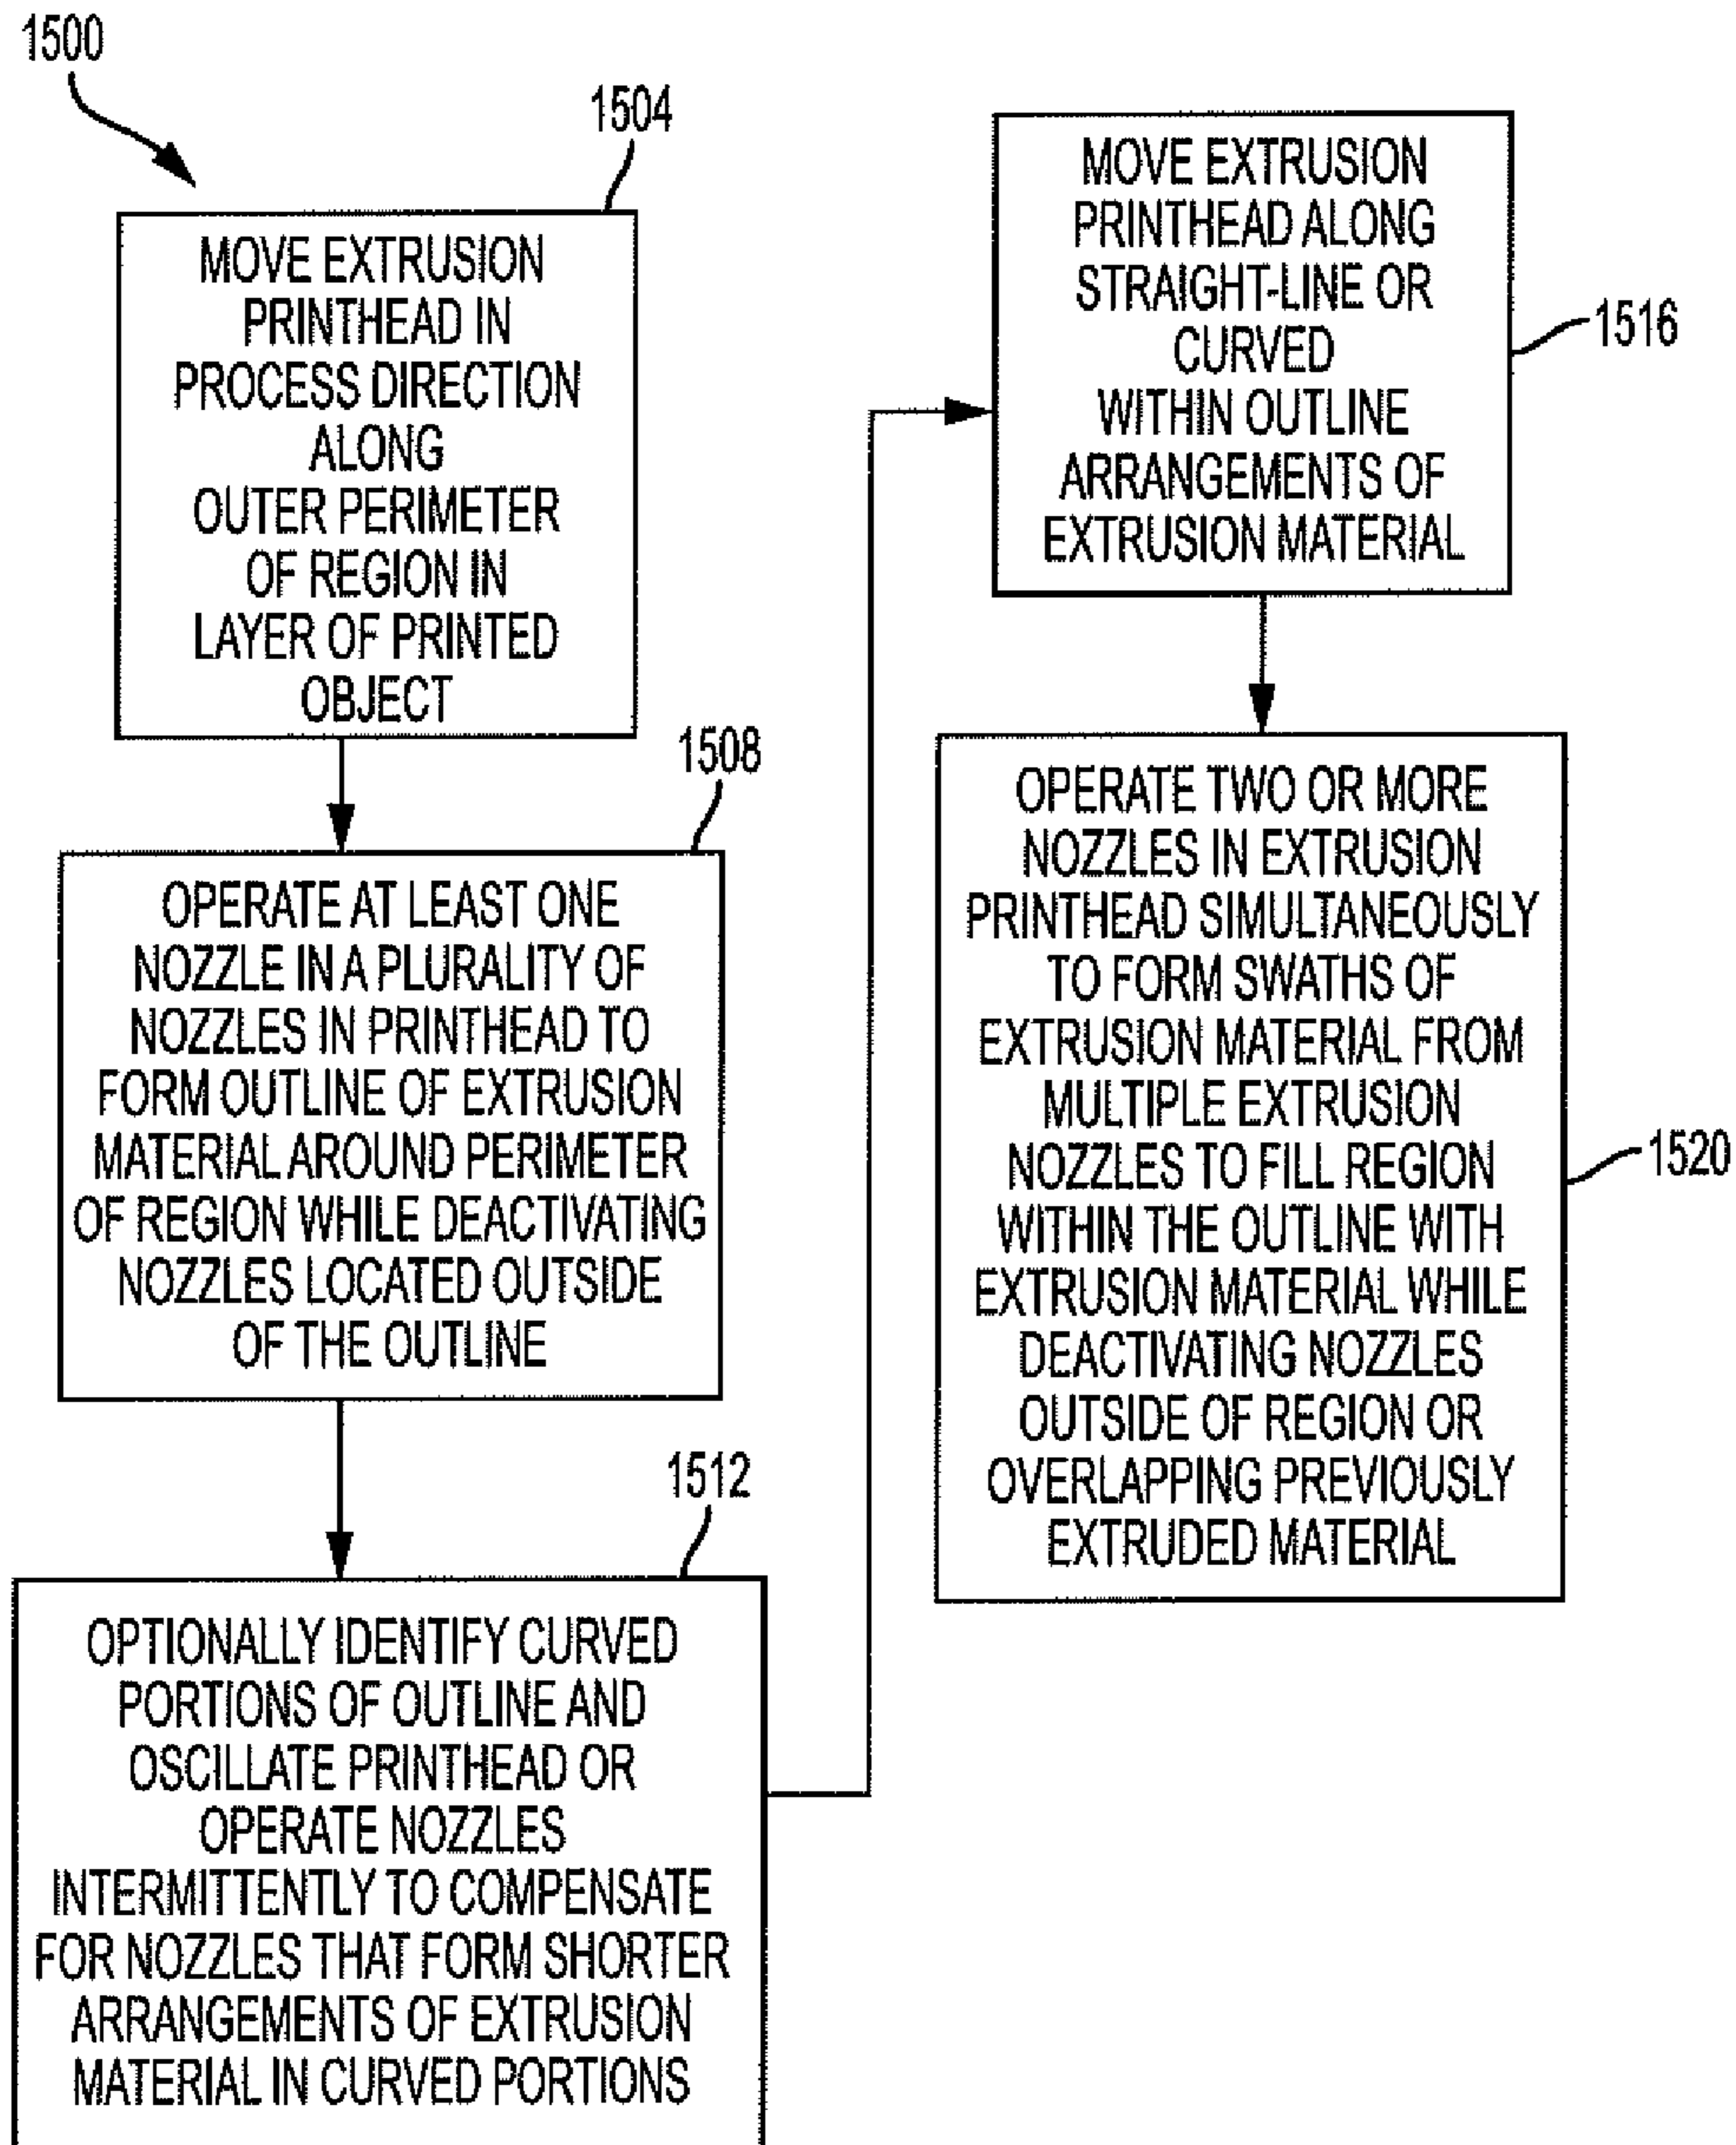 1500
1504
MOVE EXTRUSION
PRINTHEAD IN
PROCESS DIRECTION
ALONG
OUTER PERIMETER
OF REGION IN
LAYER OF PRINTED
OBJECT
1508
OPERATE AT LEAST ONE
NOZZLE IN A PLURALITY OF
NOZZLES IN PRINTHEAD TO
FORM OUTLINE OF EXTRUSION
MATERIAL AROUND PERIMETER
OF REGION WHILE DEACTIVATING
NOZZLES LOCATED OUTSIDE
OF THE OUTLINE
1512
OPTIONALLY IDENTIFY CURVED
PORTIONS OF OUTLINE AND
OSCILLATE PRINTHEAD OR
OPERATE NOZZLES
INTERMITTENTLY TO COMPENSATE
FOR NOZZLES THAT FORM SHORTER
ARRANGEMENTS OF EXTRUSION
MATERIAL IN CURVED PORTIONS
MOVE EXTRUSION
PRINTHEAD ALONG
STRAIGHT-LINE OR
CURVED
WITHIN OUTLINE
ARRANGEMENTS OF
EXTRUSION MATERIAL
1516
OPERATE TWO OR MORE
NOZZLES IN EXTRUSION
PRINTHEAD SIMULTANEOUSLY
TO FORM SWATHS OF
EXTRUSION MATERIAL FROM
MULTIPLE EXTRUSION
NOZZLES TO FILL REGION
WITHIN THE OUTLINE WITH
EXTRUSION MATERIAL WHILE
DEACTIVATING NOZZLES
OUTSIDE OF REGION OR
OVERLAPPING PREVIOUSLY
EXTRUDED MATERIAL
1520